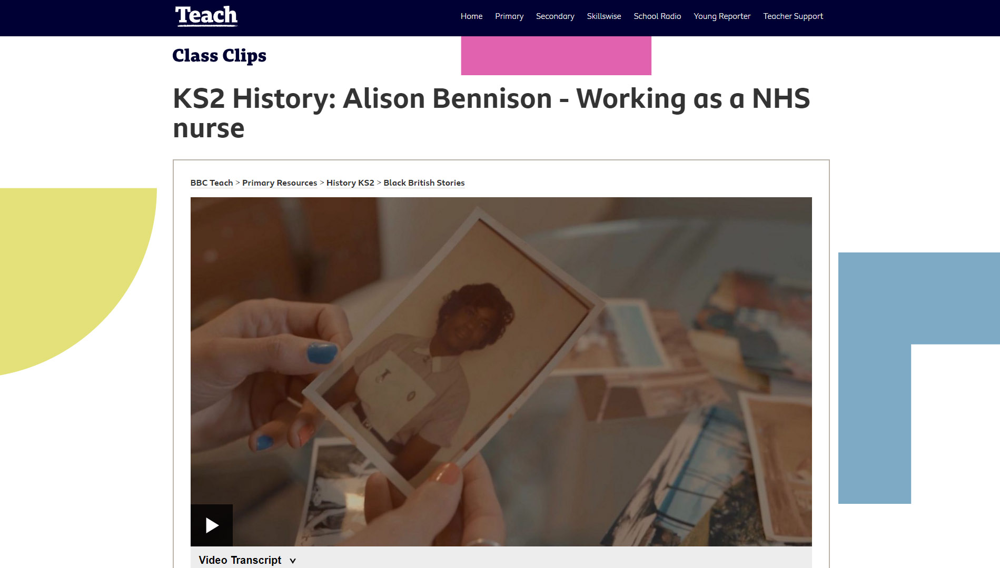 Teach
Home Primary Secondary Skillswise School Radio Young Reporter Teacher Support
Class Clips
KS2 History: Alison Bennison - Working as a NHS
nurse
BBC Teach > Primary Resources > History KS2 > Black British Stories
Video Transcript